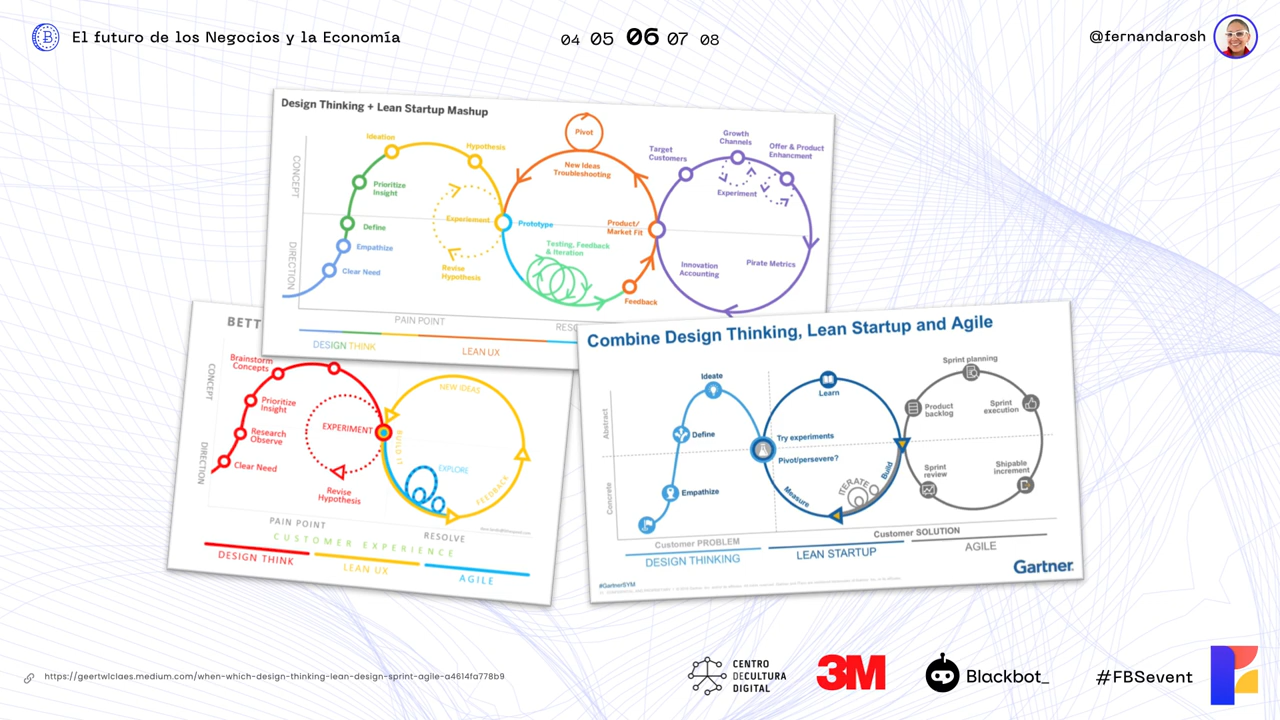 El futuro de los Negocios y la Economía
04 05 06 07 08
@fernandarosh
Design Thinking + Lean Startup Mashup
CONCEPT
DIRECTION
Ideation
Hypothesis
Prioritize
Insight
Define
Empathize
Clear Need
Experiement
Revise
Hypothesis
Prototype
Pivot
New Ideas
Troubleshooting
Product/
Market Fit
Testing, Feedback
& Iteration
Feedback
Target
Customers
Growth
Channels
Offer & Product
Enhancment
Experiment
Innovation
Accounting
Pirate Metrics
PAIN POINT
DESIGN THINK
LEAN UX
BETT
CONCEPT
DIRECTION
Brainstorm
Concepts
Prioritize
Insight
Research
Observe
Clear Need
EXPERIMENT
Revise
Hypothesis
BUILD IT
NEW IDEAS
EXPLORE
FEEDBACK
PAIN POINT
RESOLVE
CUSTOMER EXPERIENCE
DESIGN THINK
LEAN UX
AGILE
Combine Design Thinking, Lean Startup and Agile
Abstract
Concrete
Ideate
Define
Empathize
Learn
Try experiments
Pivot/persevere?
Measure
ITERATE
Build
Sprint planning
Product
backlog
Sprint
execution
Sprint
review
Shipable
increment
Customer PROBLEM
Customer SOLUTION
DESIGN THINKING
LEAN STARTUP
AGILE
#GartnerSYM
Gartner
https://geertwlclaes.medium.com/when-which-design-thinking-lean-design-sprint-agile-a4614fa778b9
CENTRO
DECULTURA
DIGITAL
3M
Blackbot_
#FBSevent